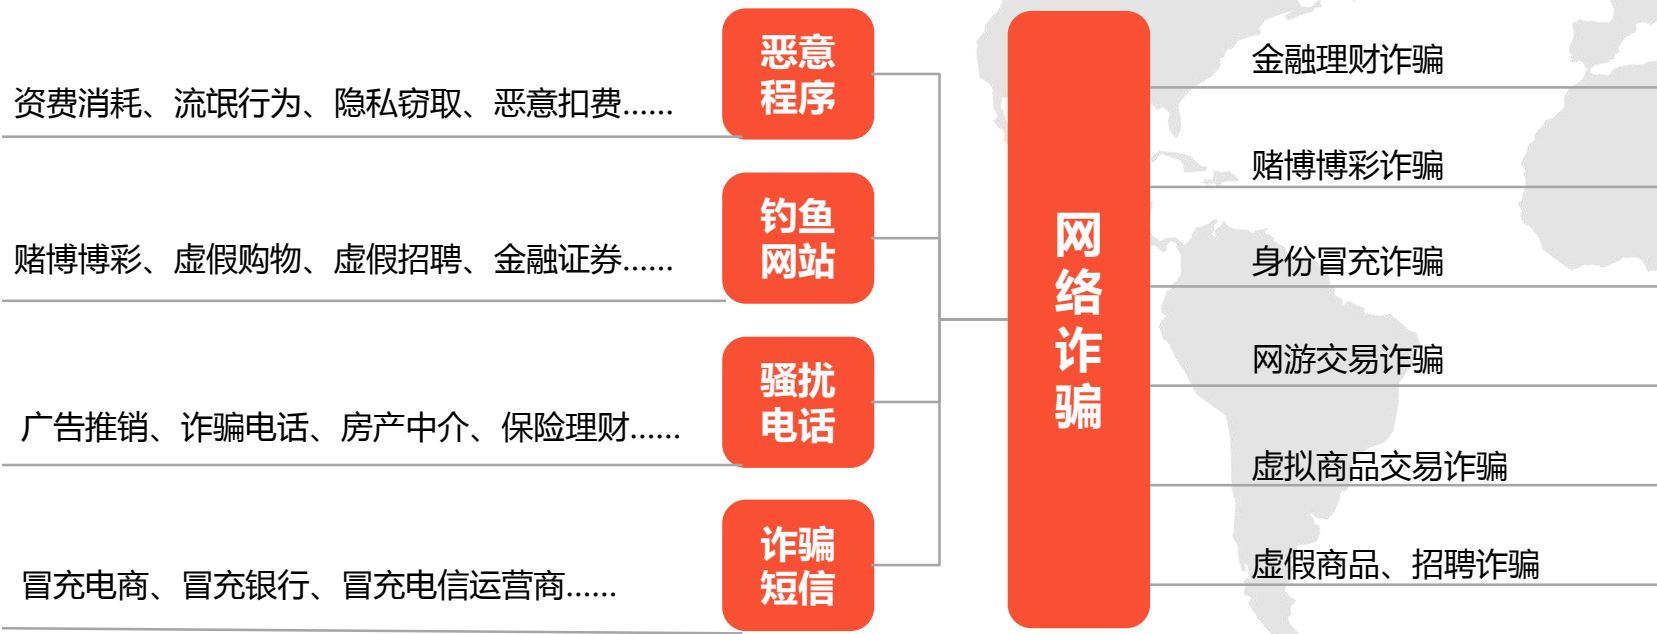 恶意
程序
资费消耗、流氓行为、隐私窃取、恶意扣费......
钓鱼
网站
赌博博彩、虚假购物、虚假招聘、金融证券......
骚扰
电话
广告推销、诈骗电话、房产中介、保险理财......
诈骗
短信
冒充电商、冒充银行、冒充电信运营商......
网络诈骗
金融理财诈骗
赌博博彩诈骗
身份冒充诈骗
网游交易诈骗
虚拟商品交易诈骗
虚假商品、招聘诈骗